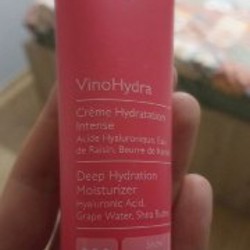 VinoHydra
Crème Hydratation
Intense
Acide Hyaluronique, Eau
de Raisin, Beurre de Karité
Deep Hydration
Moisturizer
Hyaluronic Acid,
Grape Water, Shea Butter